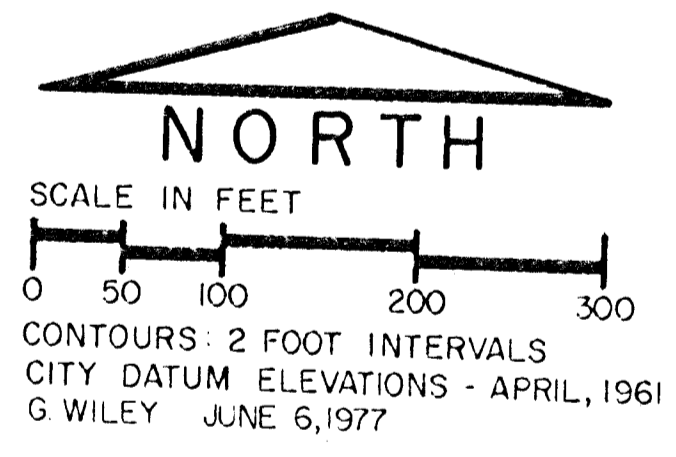 NORTH
SCALE IN FEET
0 50 100 200 300
CONTOURS: 2 FOOT INTERVALS
CITY DATUM ELEVATIONS - APRIL, 1961
G. WILEY JUNE 6, 1977